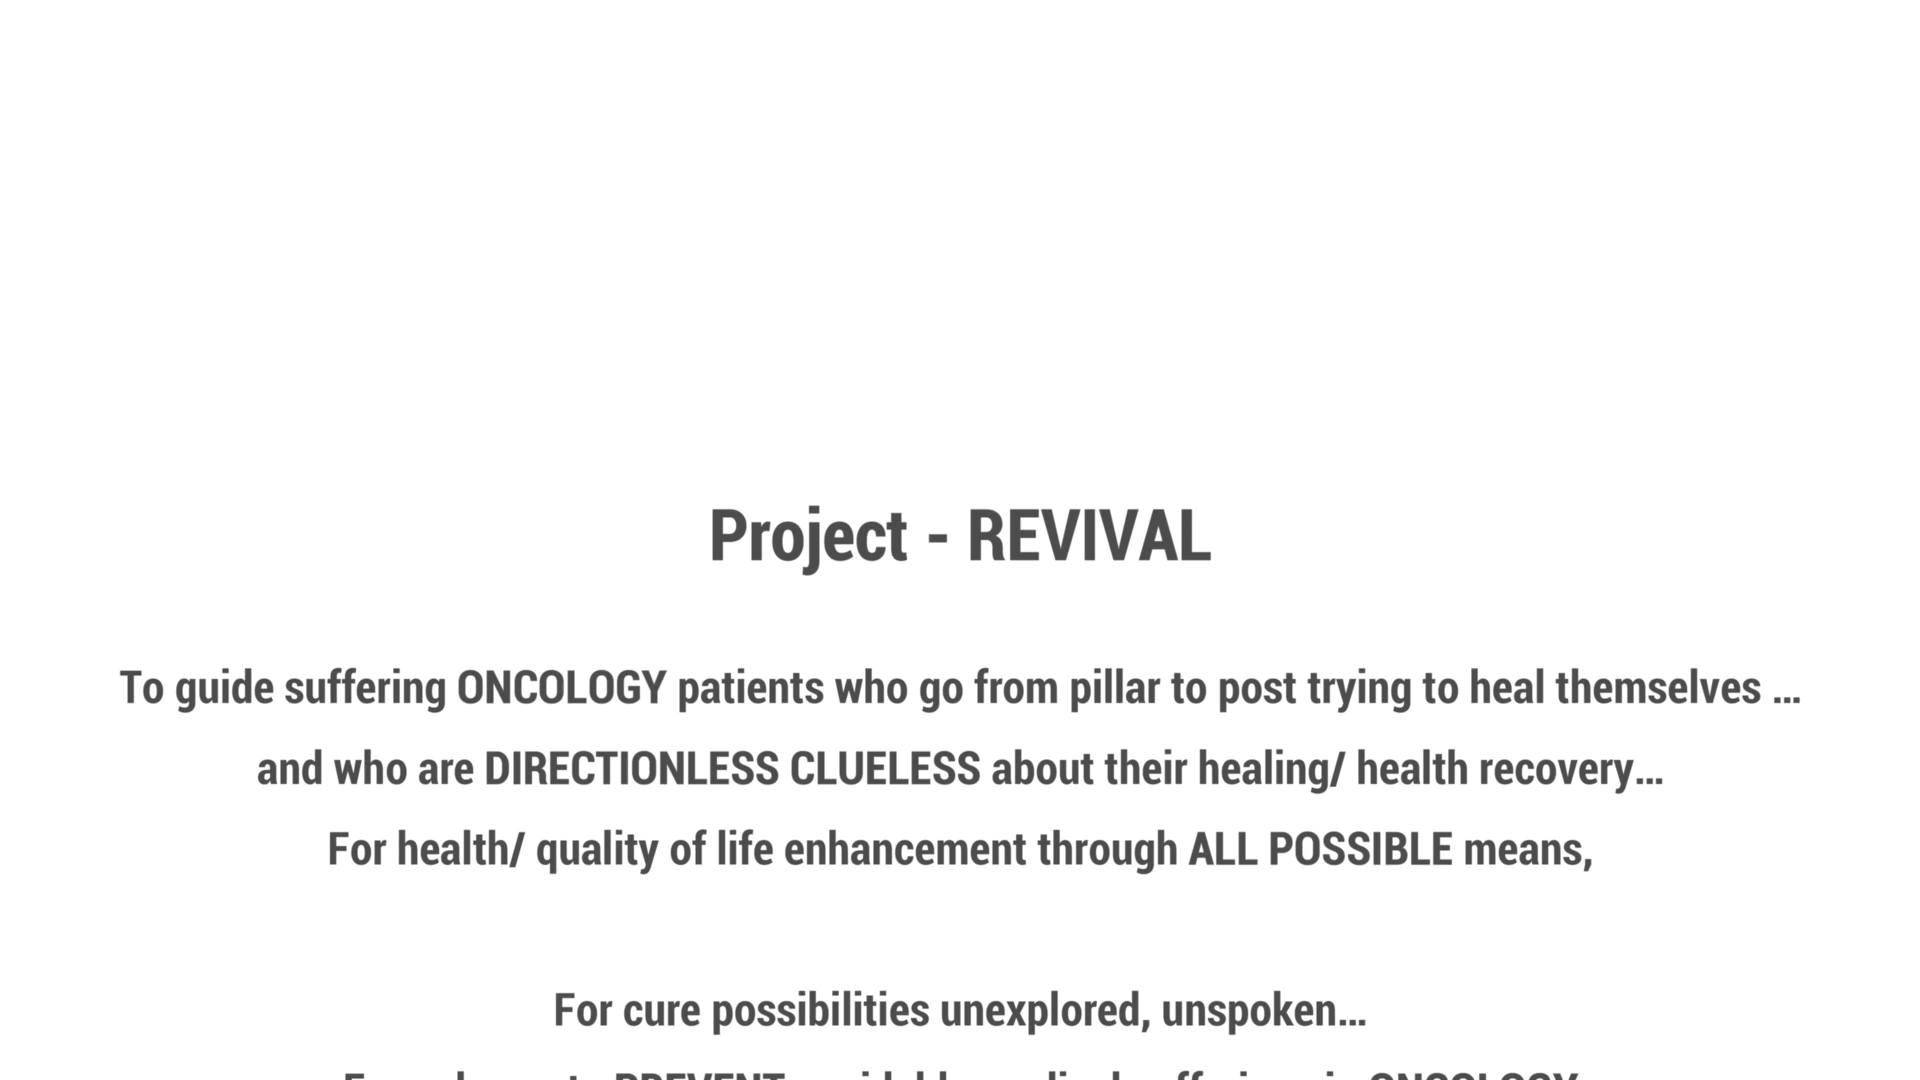 Project - REVIVAL
To guide suffering ONCOLOGY patients who go from pillar to post trying to heal themselves ...
and who are DIRECTIONLESS CLUELESS about their healing/ health recovery...
For health/ quality of life enhancement through ALL POSSIBLE means,
For cure possibilities unexplored, unspoken...
PREVENT ONCOLOGY